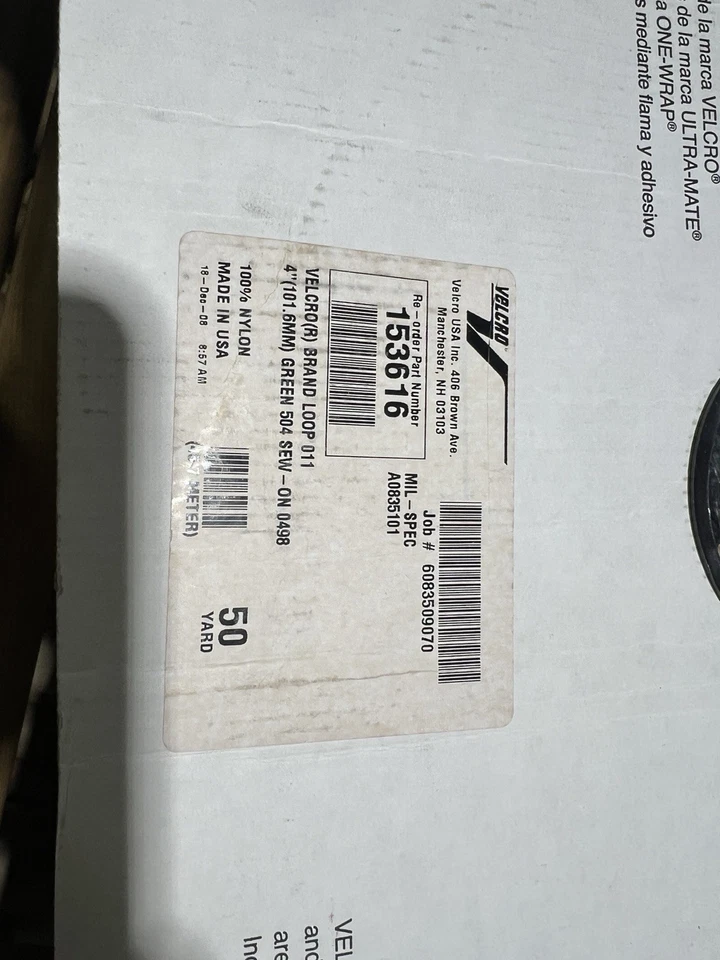 de la marca VELCRO®
de la marca ULTRA-MATE®
a ONE-WRAP®
s mediante flama y adhesivo
VELCRO
Velcro USA Inc. 406 Brown Ave.
Manchester, NH 03103
Re-order Part Number
153616
Job # 6083509070
MIL-SPEC
A0835101
VELCRO(R) BRAND LOOP 011
4"(101.6MM) GREEN 504 SEW-ON 0498
100% NYLON
MADE IN USA
18-Dec-08 8:57 AM
50
YARD
METER)
VEL
and
are
Inc